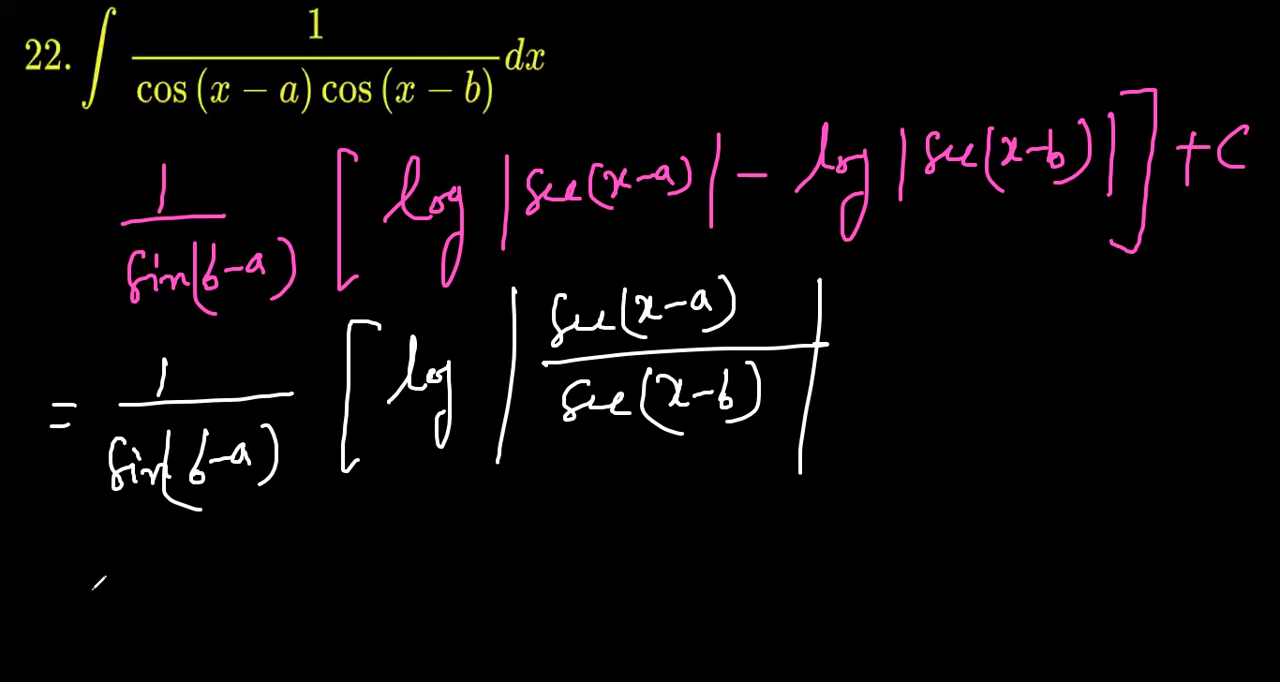 22. ∫ 1/(cos (x − a) cos (x − b)) dx
1/sin(b-a) [ log |sec(x-a)| - log |sec(x-b)| ] + C
= 1/sin(b-a) [ log | sec(x-a)/sec(x-b) |